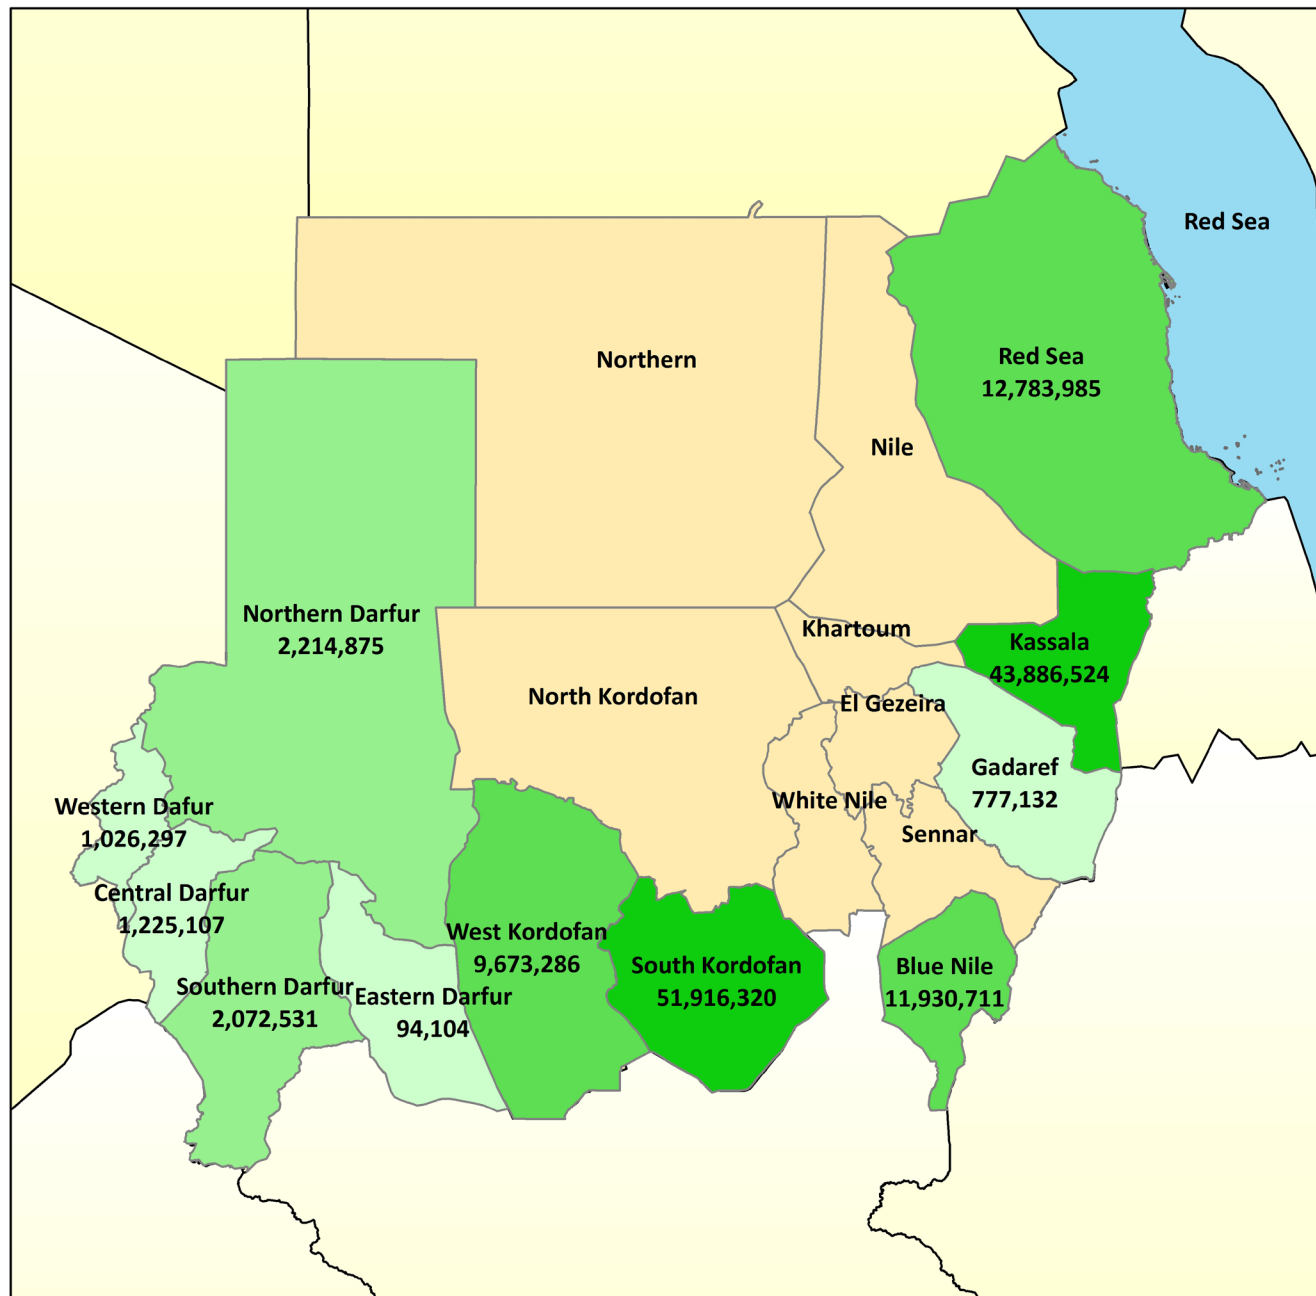 Red Sea
Northern
Red Sea
12,783,985
Nile
Northern Darfur
2,214,875
Khartoum
Kassala
43,886,524
North Kordofan
El Gezeira
Gadaref
777,132
Western Dafur
1,026,297
White Nile
Sennar
Central Darfur
1,225,107
West Kordofan
9,673,286
South Kordofan
51,916,320
Blue Nile
11,930,711
Southern Darfur
2,072,531
Eastern Darfur
94,104